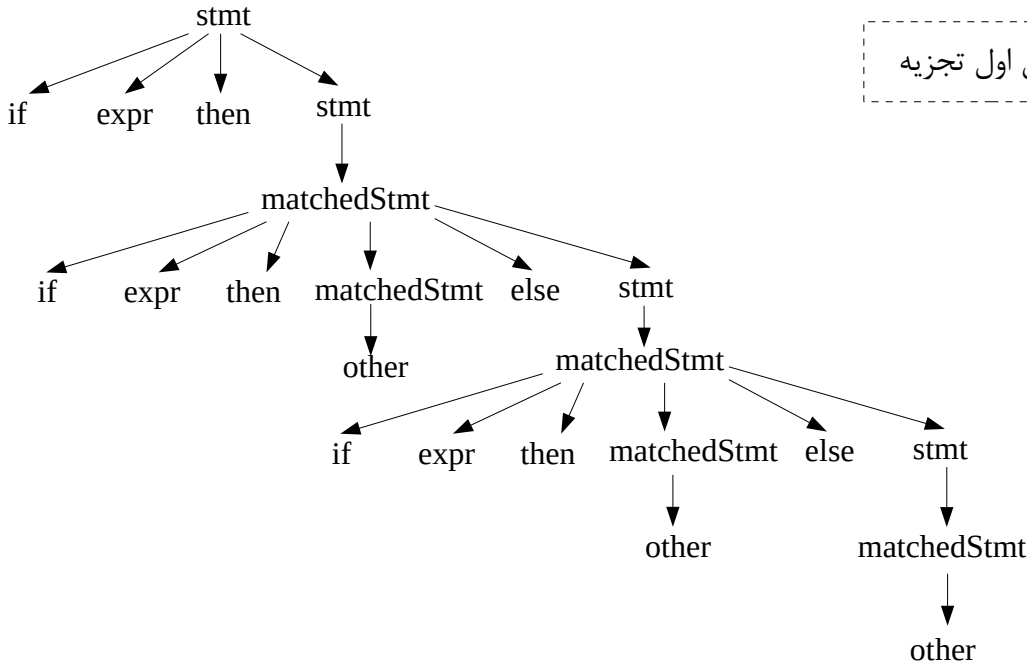 stmt
اول تجزیه
if expr then stmt
matchedStmt
if expr then matchedStmt else stmt
other
matchedStmt
if expr then matchedStmt else stmt
other
matchedStmt
other